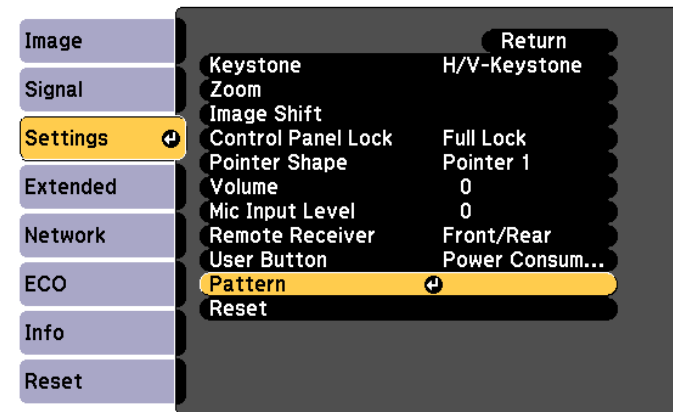 Image
Signal
Settings
Extended
Network
ECO
Info
Reset
Return
Keystone H/V-Keystone
Zoom
Image Shift
Control Panel Lock Full Lock
Pointer Shape Pointer 1
Volume 0
Mic Input Level 0
Remote Receiver Front/Rear
User Button Power Consum...
Pattern
Reset